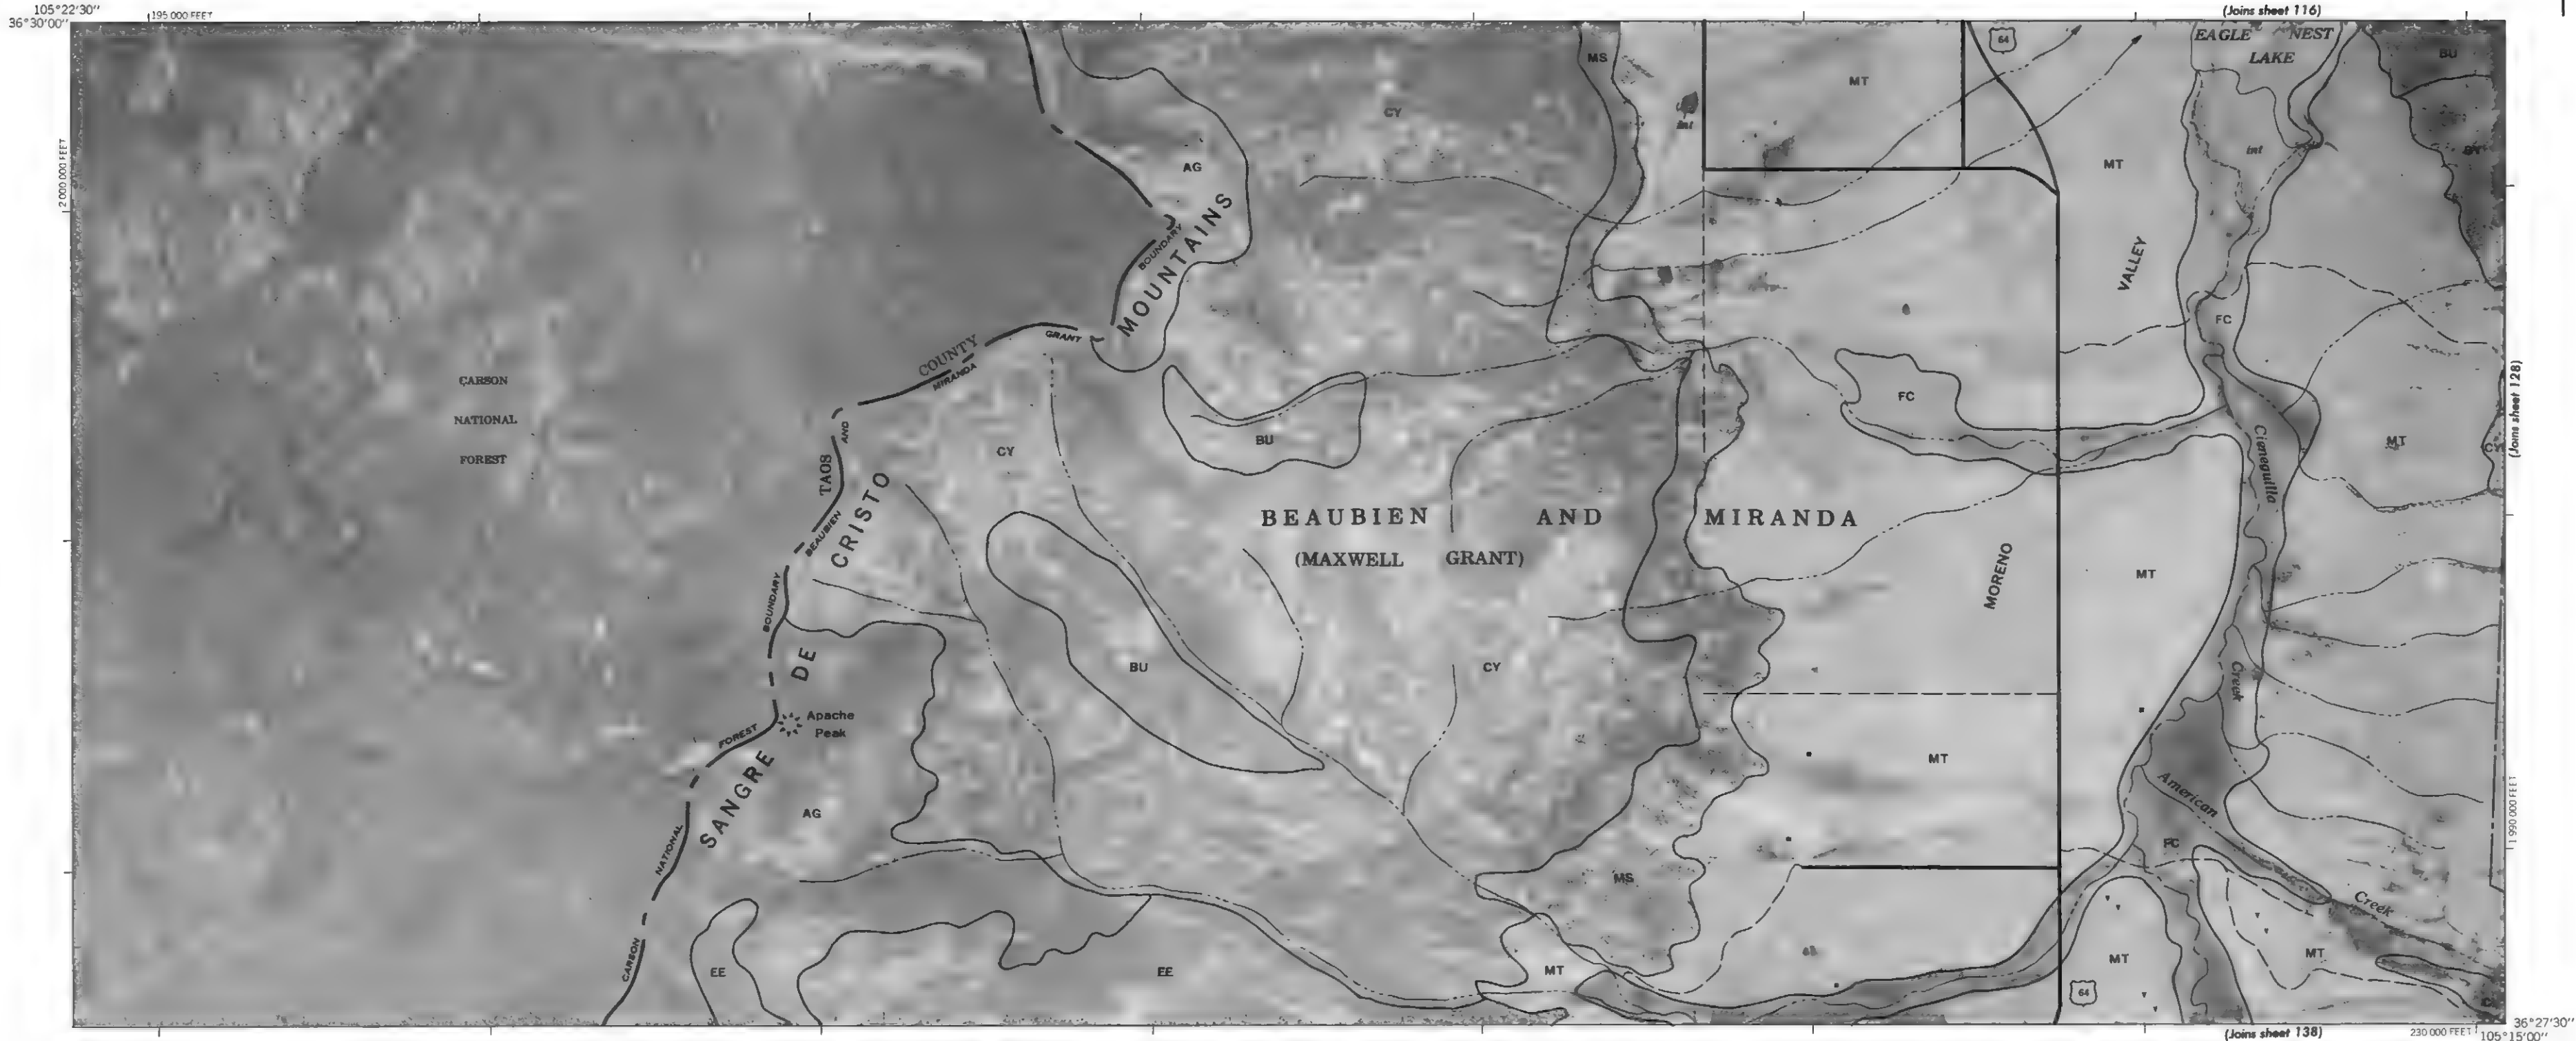 105°22'30"
36°30'00"
195 000 FEET
(Joins sheet 116)
EAGLE NEST
LAKE
64
MS
BU
MT
CY
Int
AG
MT
Int
BY
2 000 000 FEET
MOUNTAINS
BOUNDARY
VALLEY
FC
GRANT
COUNTY
MIRANDA
CARSON
NATIONAL
FOREST
FC
(Joins sheet 128)
AND
BU
MT
CY
CY
TAOS
Cieneguilla
CRISTO
BEAUBIEN AND MIRANDA
(MAXWELL GRANT)
BEAUBIEN
MORENO
MT
BOUNDARY
DE
BU
CY
Creek
Apache
Peak
FOREST
MT
SANGRE
American
AG
1 990 000 FEET
NATIONAL
FC
MS
Creek
CARSON
EE
EE
MT
MT
MT
64
36°27'30"
(Joins sheet 138)
230 000 FEET
105°15'00"